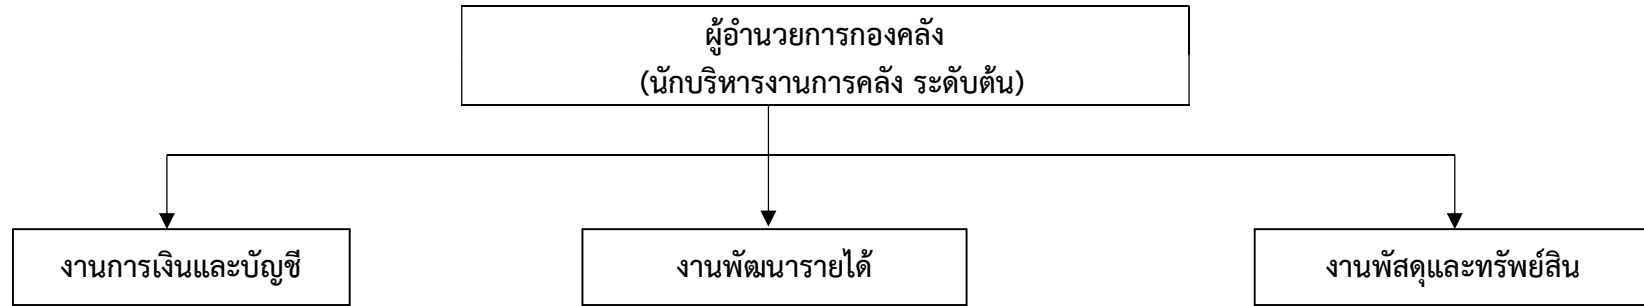 ผู้อำนวยการกองคลัง
(นักบริหารงานการคลัง ระดับต้น)
งานการเงินและบัญชี
งานพัฒนารายได้
งานพัสดุและทรัพย์สิน